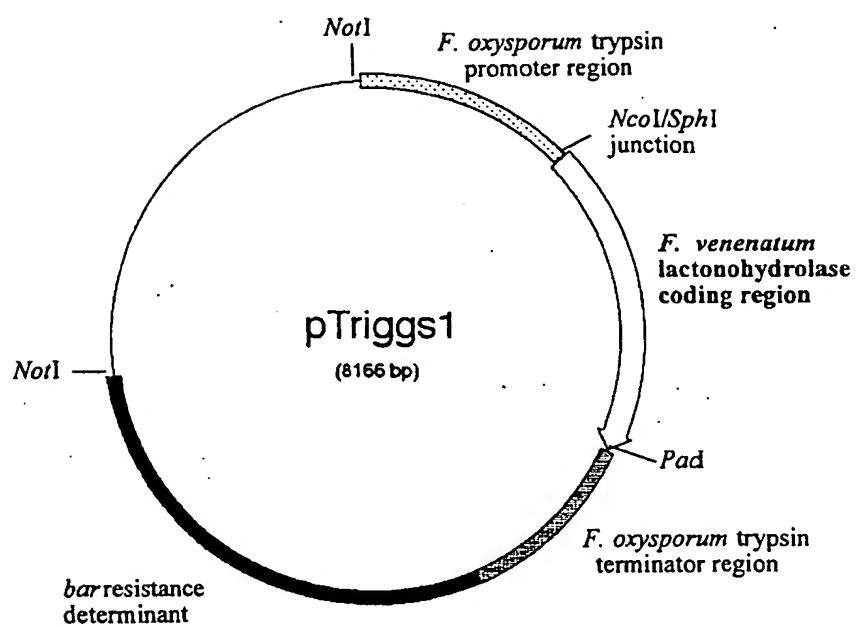 NotI
F. oxysporum trypsin
promoter region
NcoI/SphI
junction
F. venenatum
lactonohydrolase
coding region
pTriggs1
(8166 bp)
NotI
PacI
F. oxysporum trypsin
terminator region
bar resistance
determinant